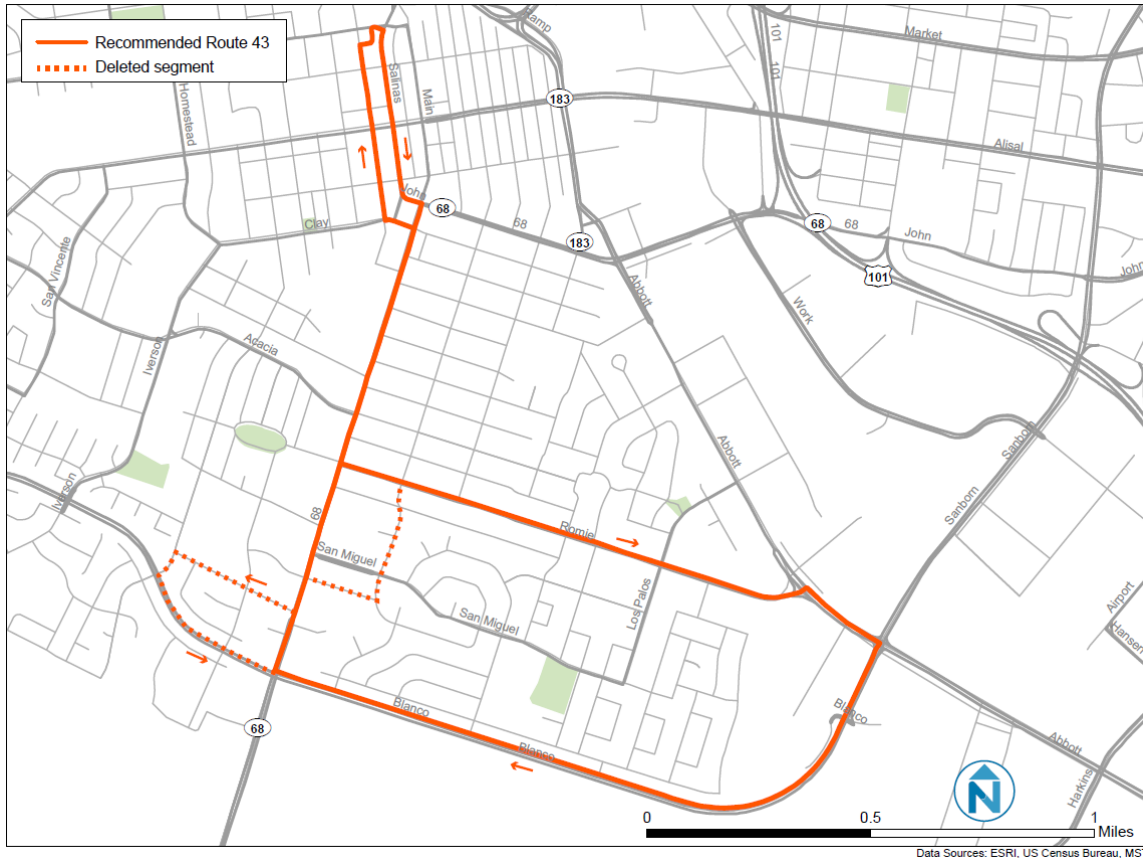 Recommended Route 43
Deleted segment
Ramp
101
101
Market
Homestead
Salinas
Main
183
Alisal
John
68
68
183
68
68
John
John
101
Clay
San Vincente
Iverson
Acacia
Abbott
Work
Abbott
Sanborn
Sanborn
Iverson
68
San Miguel
Romie
San Miguel
Los Palos
Airport
Hansen
Blanco
Blanco
Blanco
68
Abbott
Harkins
N
0 0.5 1
Miles
Data Sources: ESRI, US Census Bureau, MST